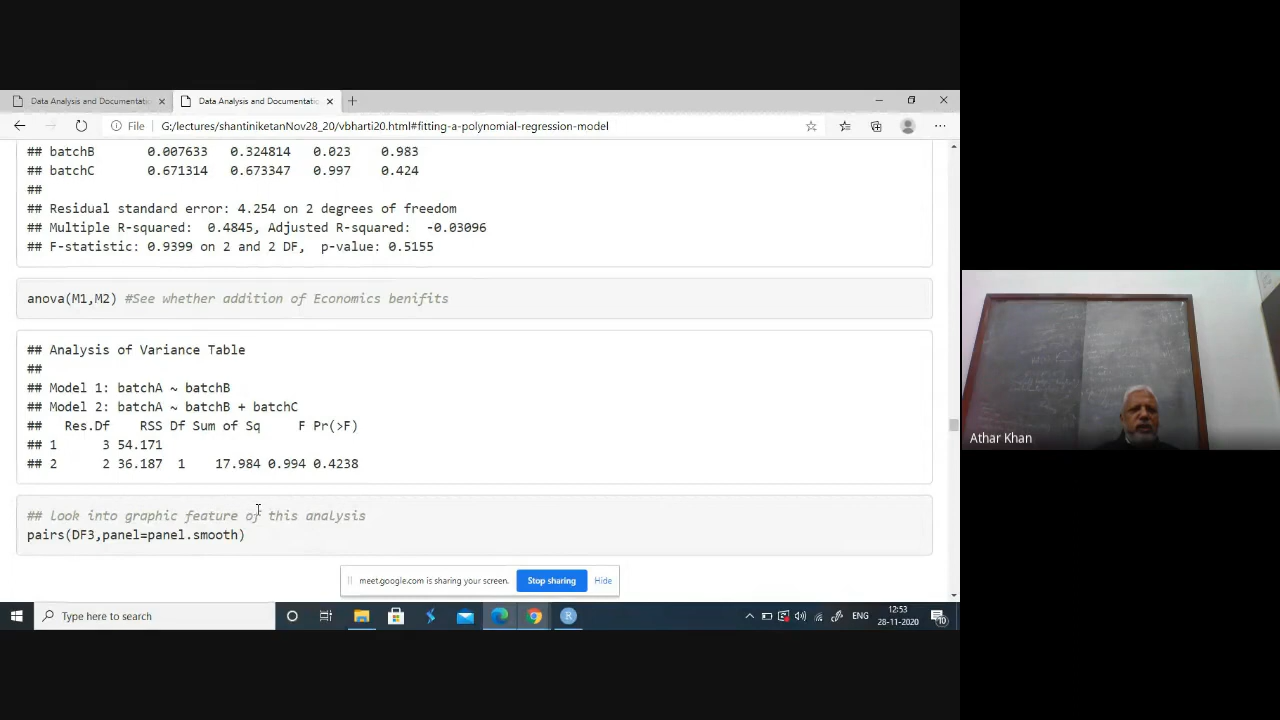 Data Analysis and Documentatio
Data Analysis and Documentatio
File
G:/lectures/shantiniketanNov28_20/vbharti20.html#fitting-a-polynomial-regression-model
## batchB 0.007633 0.324814 0.023 0.983
## batchC 0.671314 0.673347 0.997 0.424
##
## Residual standard error: 4.254 on 2 degrees of freedom
## Multiple R-squared: 0.4845, Adjusted R-squared: -0.03096
## F-statistic: 0.9399 on 2 and 2 DF, p-value: 0.5155
anova(M1,M2) #See whether addition of Economics benifits
## Analysis of Variance Table
##
## Model 1: batchA ~ batchB
## Model 2: batchA ~ batchB + batchC
## Res.Df RSS Df Sum of Sq F Pr(>F)
## 1 3 54.171
## 2 2 36.187 1 17.984 0.994 0.4238
## look into graphic feature of this analysis
pairs(DF3,panel=panel.smooth)
meet.google.com is sharing your screen.
Stop sharing
Hide
Type here to search
ENG
12:53
28-11-2020
10
Athar Khan